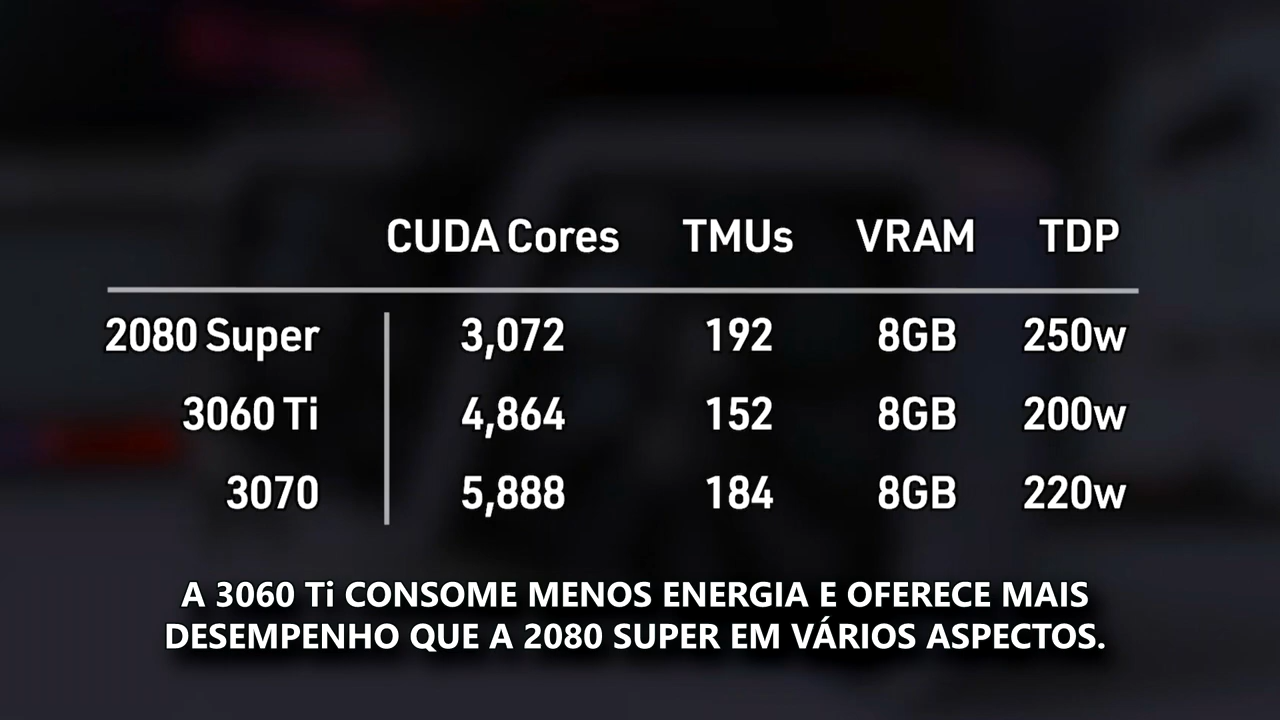 CUDA Cores TMUs VRAM TDP
2080 Super 3,072 192 8GB 250w
3060 Ti 4,864 152 8GB 200w
3070 5,888 184 8GB 220w
A 3060 Ti CONSOME MENOS ENERGIA E OFERECE MAIS
DESEMPENHO QUE A 2080 SUPER EM VÁRIOS ASPECTOS.